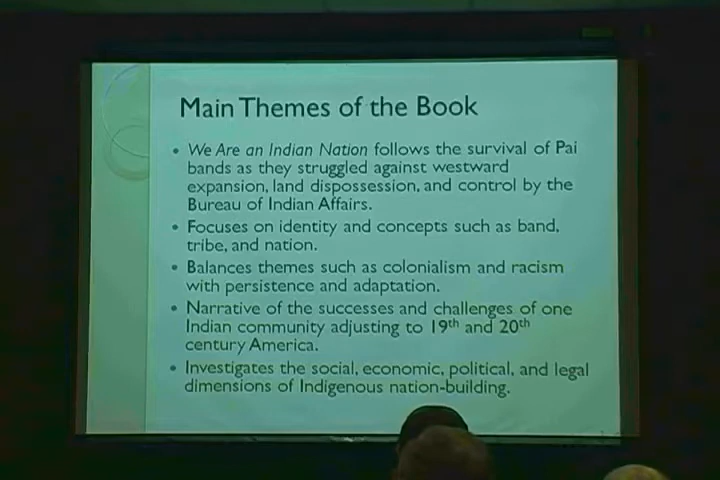 Main Themes of the Book
• We Are an Indian Nation follows the survival of Pai
bands as they struggled against westward
expansion, land dispossession, and control by the
Bureau of Indian Affairs.
• Focuses on identity and concepts such as band,
tribe, and nation.
• Balances themes such as colonialism and racism
with persistence and adaptation.
• Narrative of the successes and challenges of one
Indian community adjusting to 19th and 20th
century America.
• Investigates the social, economic, political, and legal
dimensions of Indigenous nation-building.